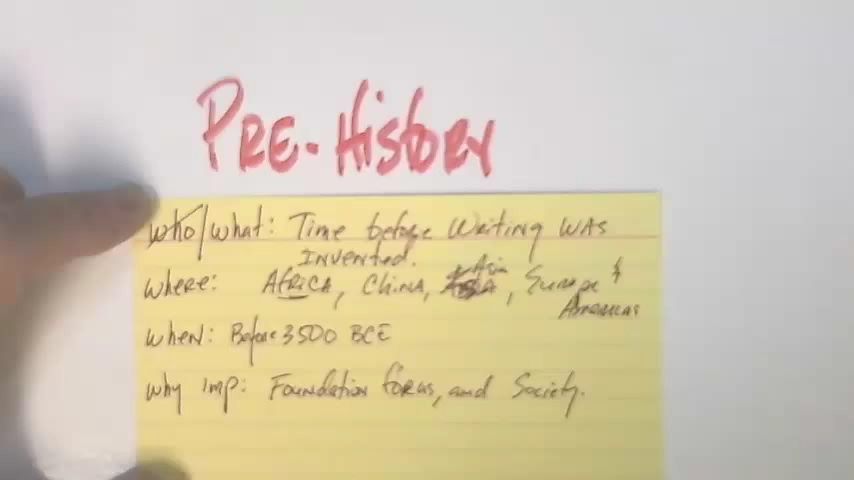 PRE-HISTORY
who/what: Time before Writing was
Invented.
where: AFRICA, China, Asia, Europe &
Americas
when: Before 3500 BCE
why imp: Foundation forus, and Society.